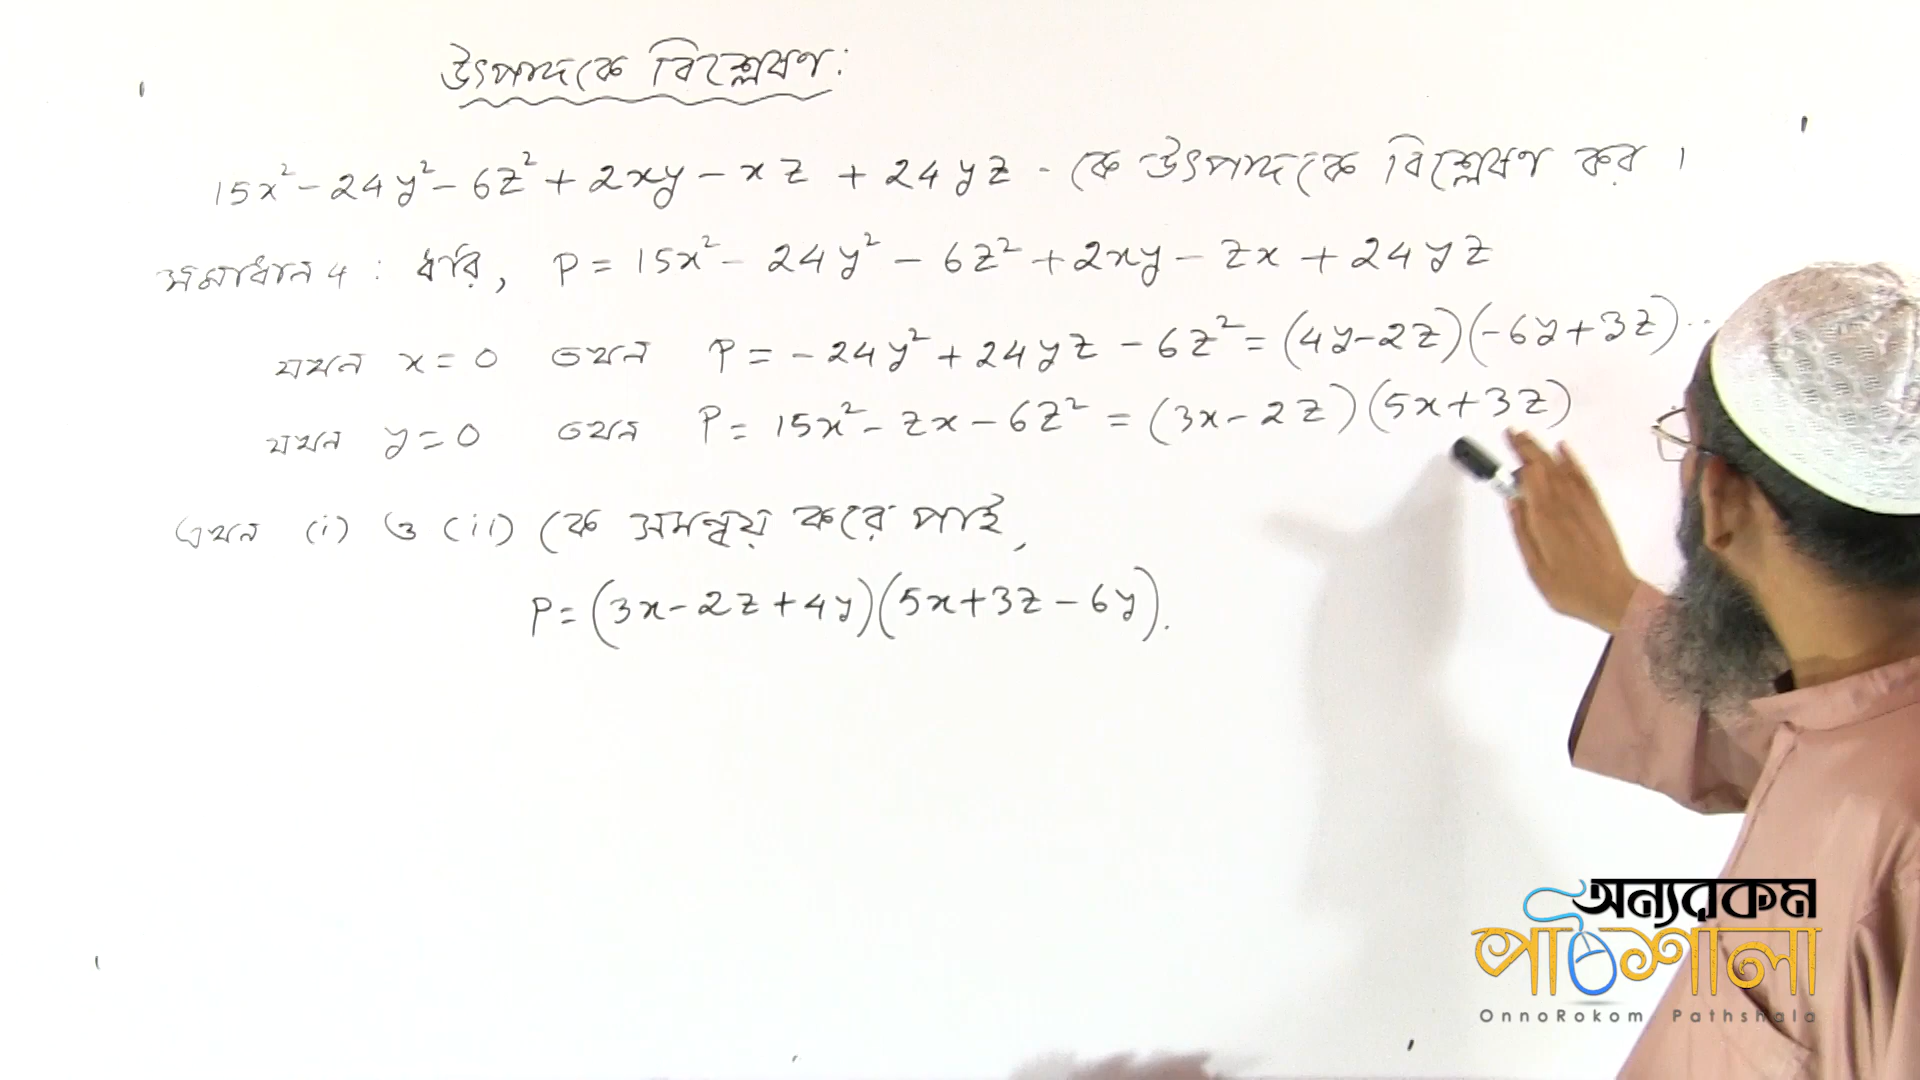 উৎপাদকে বিশ্লেষণ:
15x² - 24y² - 6z² + 2xy - xz + 24yz - কে উৎপাদকে বিশ্লেষণ কর ।
সমাধান 4 : ধরি, P = 15x² - 24y² - 6z² + 2xy - zx + 24yz
যখন x = 0 তখন P = - 24y² + 24yz - 6z² = (4y-2z)(-6y+3z)...
যখন y = 0 তখন P = 15x² - zx - 6z² = (3x-2z)(5x+3z)
এখন (i) ও (ii) কে সমন্বয় করে পাই,
P = (3x-2z+4y)(5x+3z-6y).
অন্যরকম
পাঠশালা
OnnoRokom Pathshala